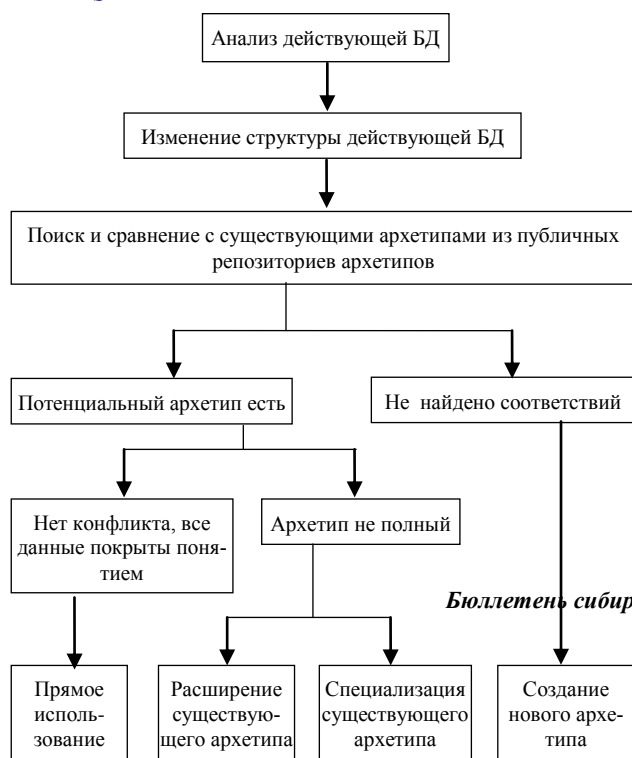 Анализ действующей БД
Изменение структуры действующей БД
Поиск и сравнение с существующими архетипами из публичных
репозиториев архетипов
Потенциальный архетип есть
Не найдено соответствий
Нет конфликта, все
данные покрыты поня-
тием
Архетип не полный
Бюллетень сибир
Прямое
исполь-
зование
Расширение
существую-
щего архетипа
Специализация
существующего
архетипа
Создание
нового архе-
типа